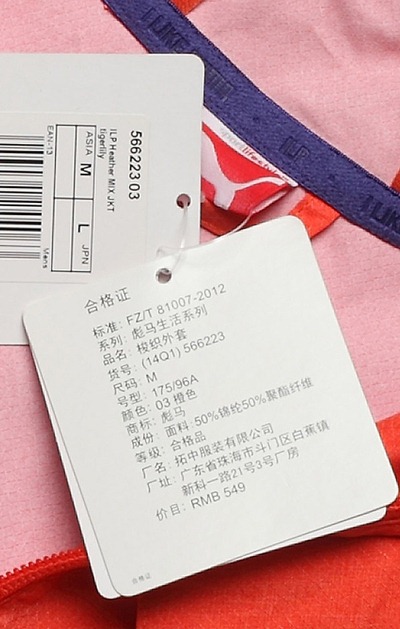 566223 03
ILP Heather MIX JKT
tigerlily
ASIA M
L JPN
EAN-13
Mens
sport
lifestyle
合格证
标准: FZ/T 81007-2012
系列: 彪马生活系列
品名: 梭织外套
货号: (14Q1) 566223
尺码: M
号型: 175/96A
颜色: 03 橙色
商标: 彪马
成份: 面料: 50%锦纶50%聚酯纤维
等级: 合格品
厂名: 拓中服装有限公司
厂址: 广东省珠海市斗门区白蕉镇
新科一路21号3号厂房
价目: RMB 549
合格证